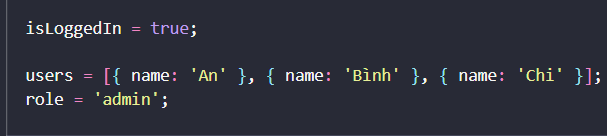 isLoggedIn = true;
users = [{ name: 'An' }, { name: 'Bình' }, { name: 'Chi' }];
role = 'admin';